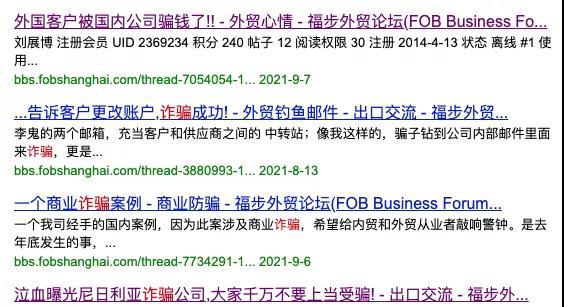 外国客户被国内公司骗钱了!! - 外贸心情 - 福步外贸论坛(FOB Business Fo...
刘展博 注册会员 UID 2369234 积分 240 帖子 12 阅读权限 30 注册 2014-4-13 状态 离线 #1 使
用...
bbs.fobshanghai.com/thread-7054054-1... 2021-9-7
...告诉客户更改账户,诈骗成功! - 外贸钓鱼邮件 - 出口交流 - 福步外贸...
李鬼的两个邮箱，充当客户和供应商之间的 中转站；像我这样的，骗子钻到公司内部邮件里面
来诈骗，更是...
bbs.fobshanghai.com/thread-3880993-1... 2021-8-13
一个商业诈骗案例 - 商业防骗 - 福步外贸论坛(FOB Business Forum...
一个我司经手的国内案例，因为此案涉及商业诈骗，希望给内贸和外贸从业者敲响警钟。是去
年底发生的事，...
bbs.fobshanghai.com/thread-7734291-1... 2021-9-6
泣血曝光尼日利亚诈骗公司,大家千万不要上当受骗! - 出口交流 - 福步外...